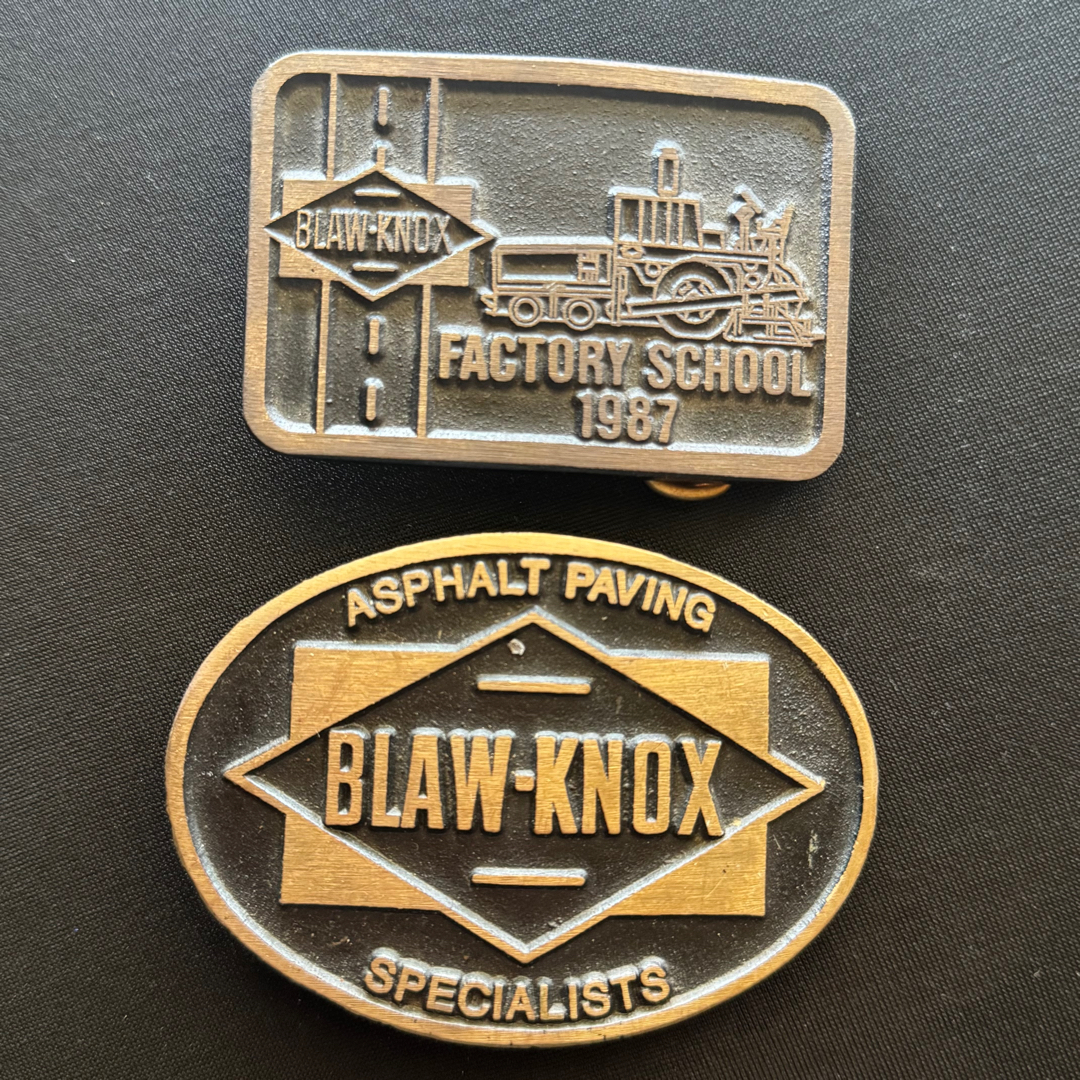 BLAW-KNOX
FACTORY SCHOOL
1987
ASPHALT PAVING
BLAW-KNOX
SPECIALISTS